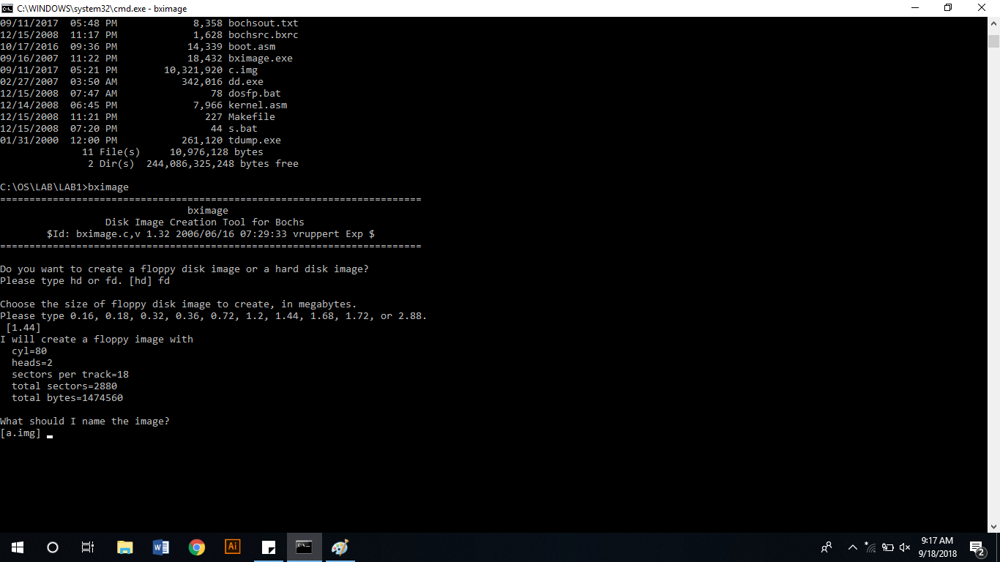 C:\WINDOWS\system32\cmd.exe - bximage
09/11/2017  05:48 PM             8,358 bochsout.txt
12/15/2008  11:17 PM             1,628 bochsrc.bxrc
10/17/2016  09:36 PM            14,339 boot.asm
09/16/2007  11:22 PM            18,432 bximage.exe
09/11/2017  05:21 PM        10,321,920 c.img
02/27/2007  03:50 AM           342,016 dd.exe
12/15/2008  07:47 AM                78 dosfp.bat
12/14/2008  06:45 PM             7,966 kernel.asm
12/15/2008  11:21 PM               227 Makefile
12/15/2008  07:20 PM                44 s.bat
01/31/2000  12:00 PM           261,120 tdump.exe
              11 File(s)     10,976,128 bytes
               2 Dir(s)  244,086,325,248 bytes free
C:\OS\LAB\LAB1>bximage
========================================================================
                                bximage
                  Disk Image Creation Tool for Bochs
        $Id: bximage.c,v 1.32 2006/06/16 07:29:33 vruppert Exp $
========================================================================
Do you want to create a floppy disk image or a hard disk image?
Please type hd or fd. [hd] fd
Choose the size of floppy disk image to create, in megabytes.
Please type 0.16, 0.18, 0.32, 0.36, 0.72, 1.2, 1.44, 1.68, 1.72, or 2.88.
 [1.44]
I will create a floppy image with
  cyl=80
  heads=2
  sectors per track=18
  total sectors=2880
  total bytes=1474560
What should I name the image?
[a.img]
Ai
9:17 AM
9/18/2018
2